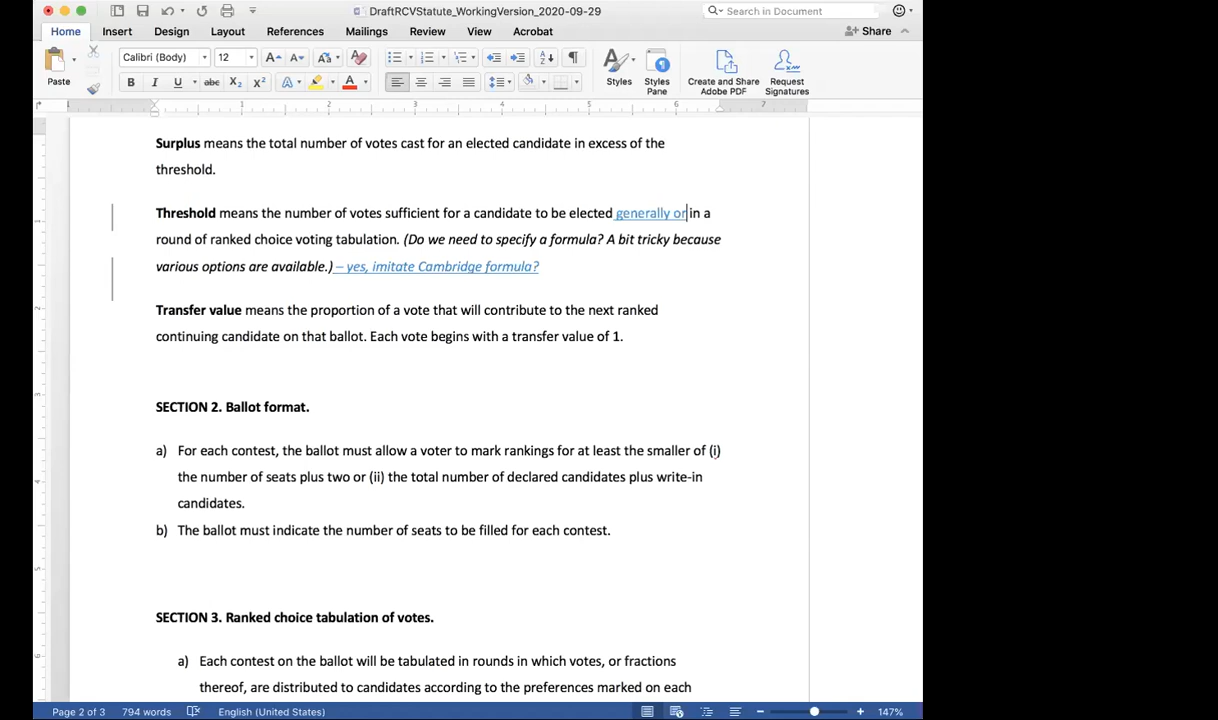 DraftRCVStatute_WorkingVersion_2020-09-29
Search in Document
Home Insert Design Layout References Mailings Review View Acrobat Share
Paste Calibri (Body) 12 Styles Styles Pane Create and Share Adobe PDF Request Signatures
1 1 2 3 4 5 6 7
Surplus means the total number of votes cast for an elected candidate in excess of the
threshold.
Threshold means the number of votes sufficient for a candidate to be elected generally or in a
round of ranked choice voting tabulation. (Do we need to specify a formula? A bit tricky because
various options are available.) – yes, imitate Cambridge formula?
Transfer value means the proportion of a vote that will contribute to the next ranked
continuing candidate on that ballot. Each vote begins with a transfer value of 1.
SECTION 2. Ballot format.
a) For each contest, the ballot must allow a voter to mark rankings for at least the smaller of (i)
the number of seats plus two or (ii) the total number of declared candidates plus write-in
candidates.
b) The ballot must indicate the number of seats to be filled for each contest.
SECTION 3. Ranked choice tabulation of votes.
a) Each contest on the ballot will be tabulated in rounds in which votes, or fractions
thereof, are distributed to candidates according to the preferences marked on each
Page 2 of 3 794 words English (United States) 147%